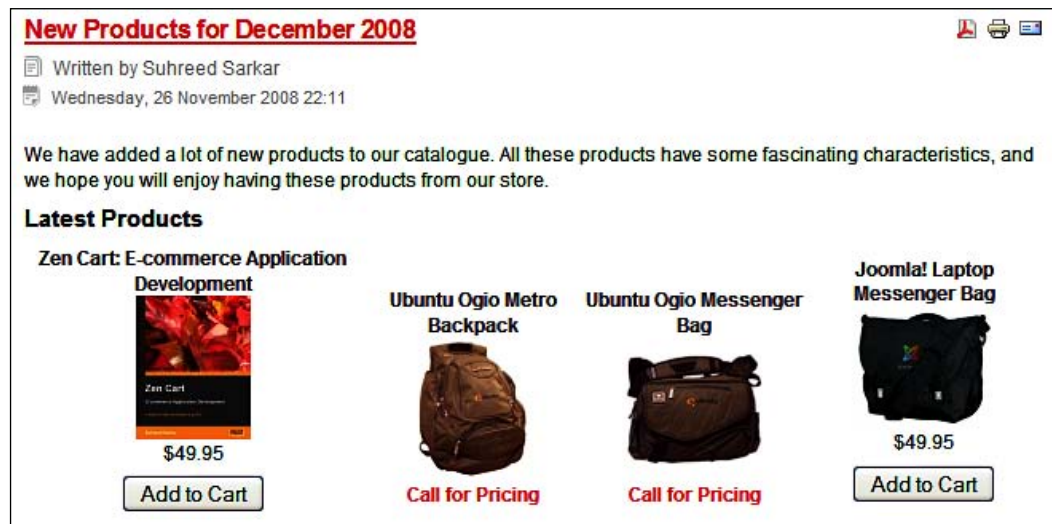 New Products for December 2008
Written by Suhreed Sarkar
Wednesday, 26 November 2008 22:11
We have added a lot of new products to our catalogue. All these products have some fascinating characteristics, and
we hope you will enjoy having these products from our store.
Latest Products
Zen Cart: E-commerce Application
Development
Zen Cart
E-commerce Application Development
$49.95
Add to Cart
Ubuntu Ogio Metro
Backpack
Call for Pricing
Ubuntu Ogio Messenger
Bag
Call for Pricing
Joomla! Laptop
Messenger Bag
$49.95
Add to Cart